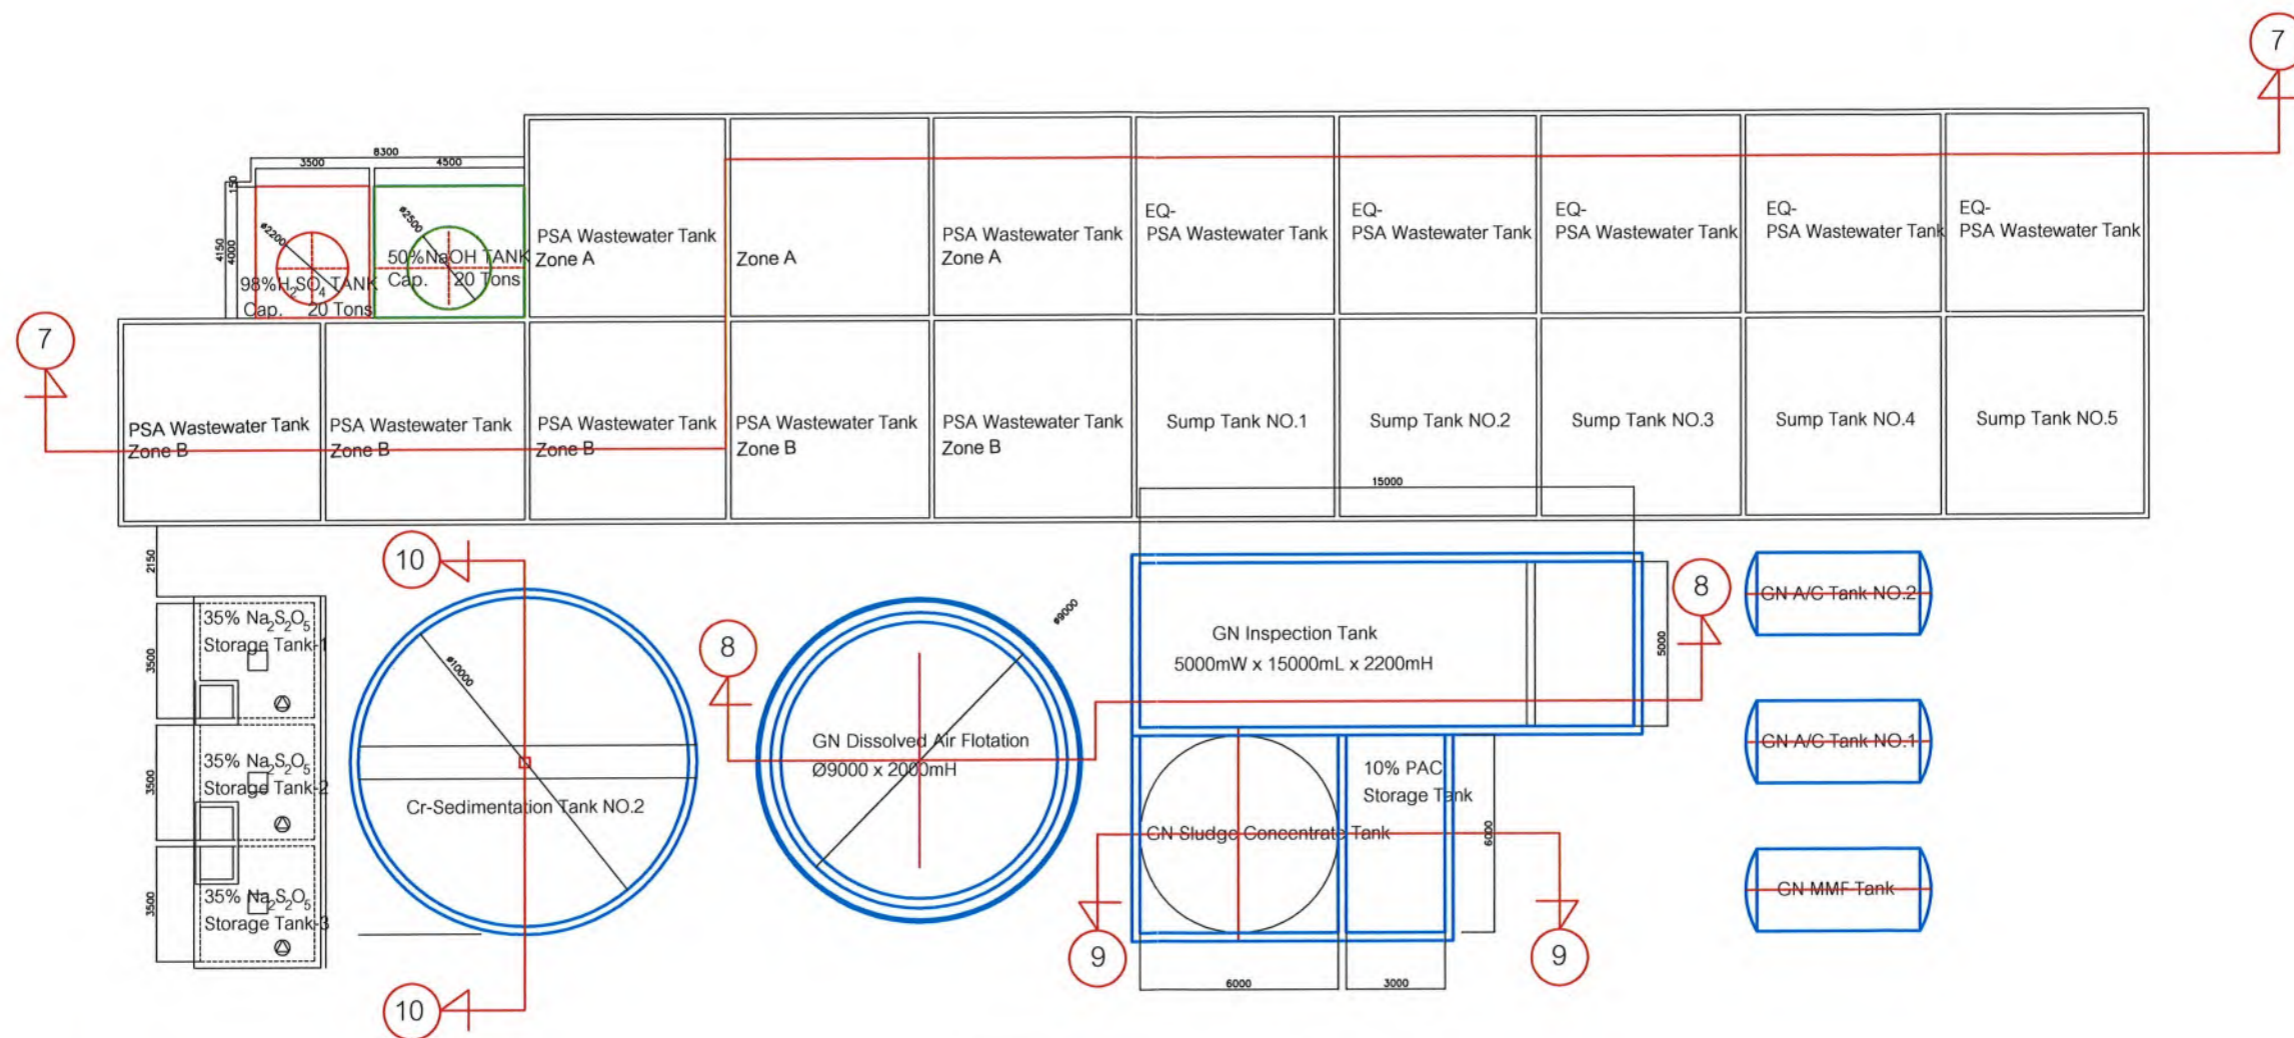 7
8300
3500
4500
150
4150
4000
ø2200
98%H2SO4 TANK
Cap. 20 Tons
ø2500
50%NaOH TANK
Cap. 20 Tons
PSA Wastewater Tank
Zone A
Zone A
PSA Wastewater Tank
Zone A
EQ-
PSA Wastewater Tank
EQ-
PSA Wastewater Tank
EQ-
PSA Wastewater Tank
EQ-
PSA Wastewater Tank
EQ-
PSA Wastewater Tank
7
PSA Wastewater Tank
Zone B
PSA Wastewater Tank
Zone B
PSA Wastewater Tank
Zone B
PSA Wastewater Tank
Zone B
PSA Wastewater Tank
Zone B
Sump Tank NO.1
Sump Tank NO.2
Sump Tank NO.3
Sump Tank NO.4
Sump Tank NO.5
15000
2150
10
3500
35% Na2S2O5
Storage Tank-1
3500
35% Na2S2O5
Storage Tank-2
3500
35% Na2S2O5
Storage Tank-3
ø10000
Cr-Sedimentation Tank NO.2
10
8
ø9000
GN Dissolved Air Flotation
Ø9000 x 2000mH
GN Inspection Tank
5000mW x 15000mL x 2200mH
5000
8
10% PAC
Storage Tank
GN Sludge Concentrate Tank
6000
9
9
6000
3000
GN A/C Tank NO.2
GN A/C Tank NO.1
GN MMF Tank